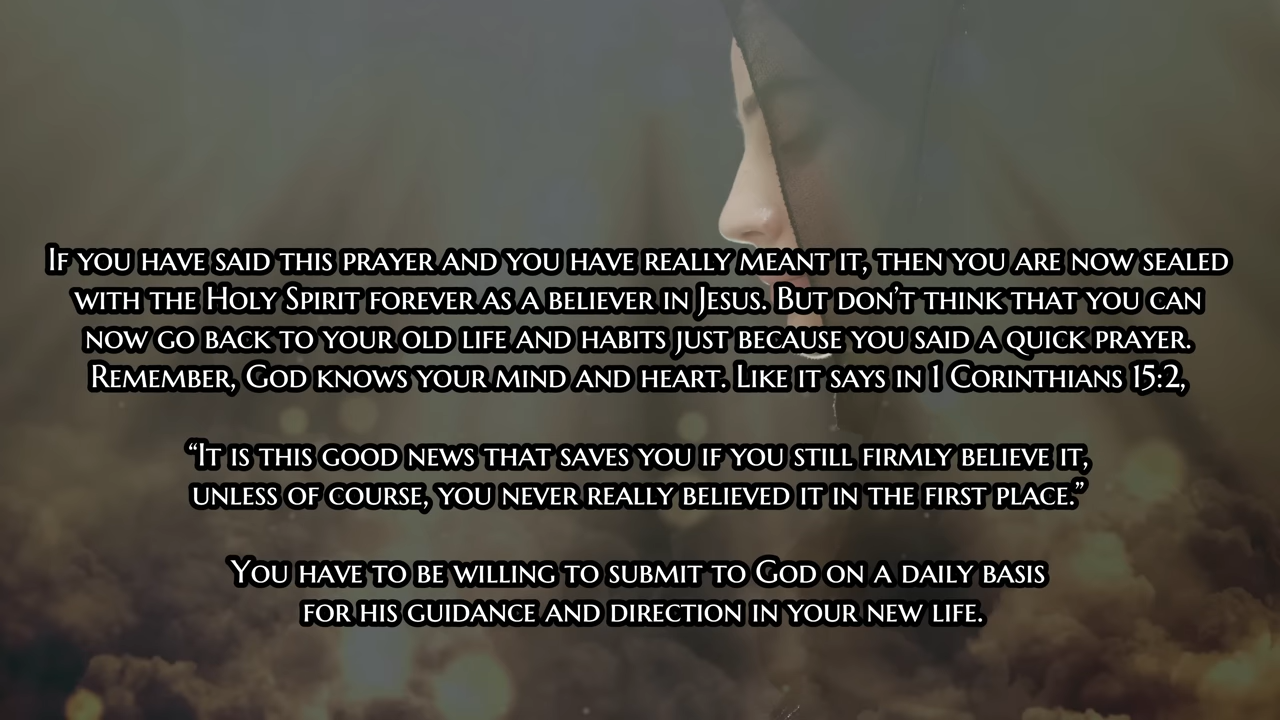 If you have said this prayer and you have really meant it, then you are now sealed
with the Holy Spirit forever as a believer in Jesus. But don’t think that you can
now go back to your old life and habits just because you said a quick prayer.
Remember, God knows your mind and heart. Like it says in 1 Corinthians 15:2,
“It is this good news that saves you if you still firmly believe it,
unless of course, you never really believed it in the first place.”
You have to be willing to submit to God on a daily basis
for his guidance and direction in your new life.